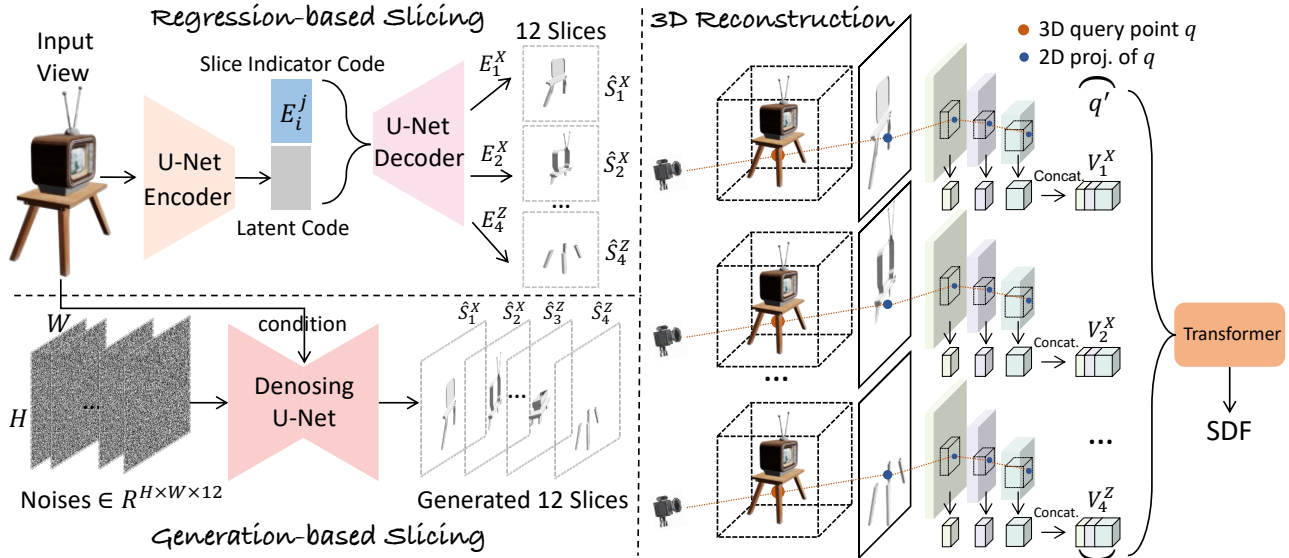 Regression-based Slicing
Input
View
Slice Indicator Code
E_i^j
U-Net
Encoder
Latent Code
U-Net
Decoder
12 Slices
E_1^X
Ŝ_1^X
E_2^X
Ŝ_2^X
...
E_4^Z
Ŝ_4^Z
W
H
...
Noises ∈ R^{H×W×12}
condition
Denosing
U-Net
Ŝ_1^X Ŝ_2^X Ŝ_3^Z Ŝ_4^Z
...
Generated 12 Slices
Generation-based Slicing
3D Reconstruction
3D query point q
2D proj. of q
q′
Concat.
V_1^X
Concat.
V_2^X
...
...
Concat.
V_4^Z
Transformer
SDF